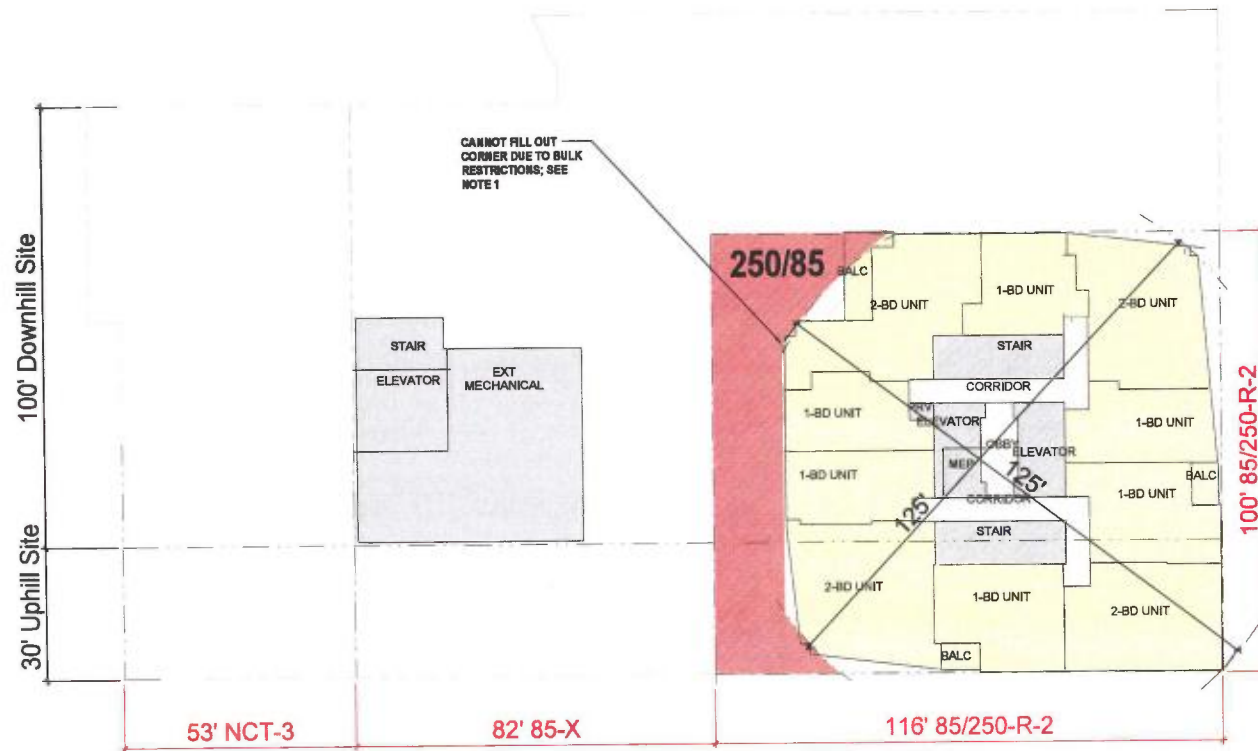 CANNOT FILL OUT
CORNER DUE TO BULK
RESTRICTIONS; SEE
NOTE 1
100' Downhill Site
30' Uphill Site
250/85
BALC
2-BD UNIT
1-BD UNIT
2-BD UNIT
STAIR
STAIR
ELEVATOR
EXT
MECHANICAL
CORRIDOR
1-BD UNIT
ELEVATOR
1-BD UNIT
OBBY
ELEVATOR
MEP
1-BD UNIT
125'
1-BD UNIT
BALC
125'
CORRIDOR
STAIR
2-BD UNIT
1-BD UNIT
2-BD UNIT
BALC
100' 85/250-R-2
53' NCT-3
82' 85-X
116' 85/250-R-2